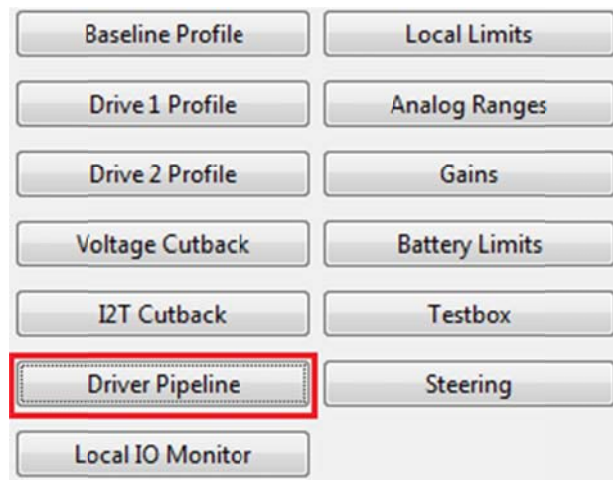 Baseline Profile
Local Limits
Drive 1 Profile
Analog Ranges
Drive 2 Profile
Gains
Voltage Cutback
Battery Limits
I2T Cutback
Testbox
Driver Pipeline
Steering
Local IO Monitor